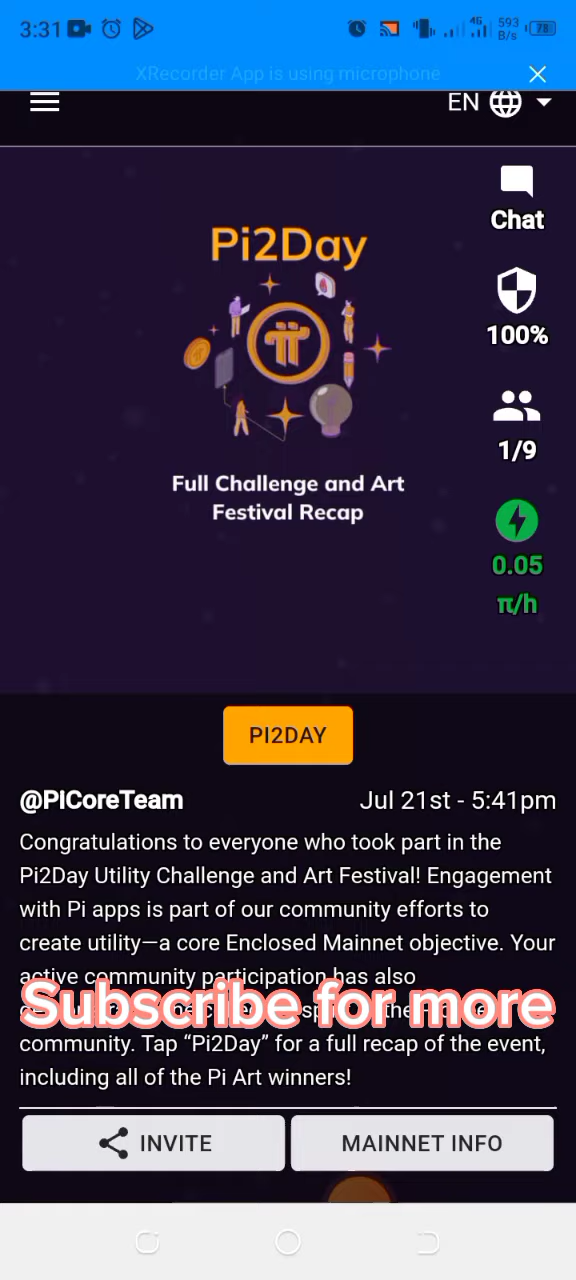 3:31
4G
593
B/s
78
XRecorder App is using microphone
EN
Chat
Pi2Day
100%
1/9
Full Challenge and Art
Festival Recap
0.05
π/h
PI2DAY
@PiCoreTeam
Jul 21st - 5:41pm
Congratulations to everyone who took part in the
Pi2Day Utility Challenge and Art Festival! Engagement
with Pi apps is part of our community efforts to
create utility—a core Enclosed Mainnet objective. Your
active community participation has also
Subscribe for more
community. Tap “Pi2Day” for a full recap of the event,
including all of the Pi Art winners!
INVITE
MAINNET INFO